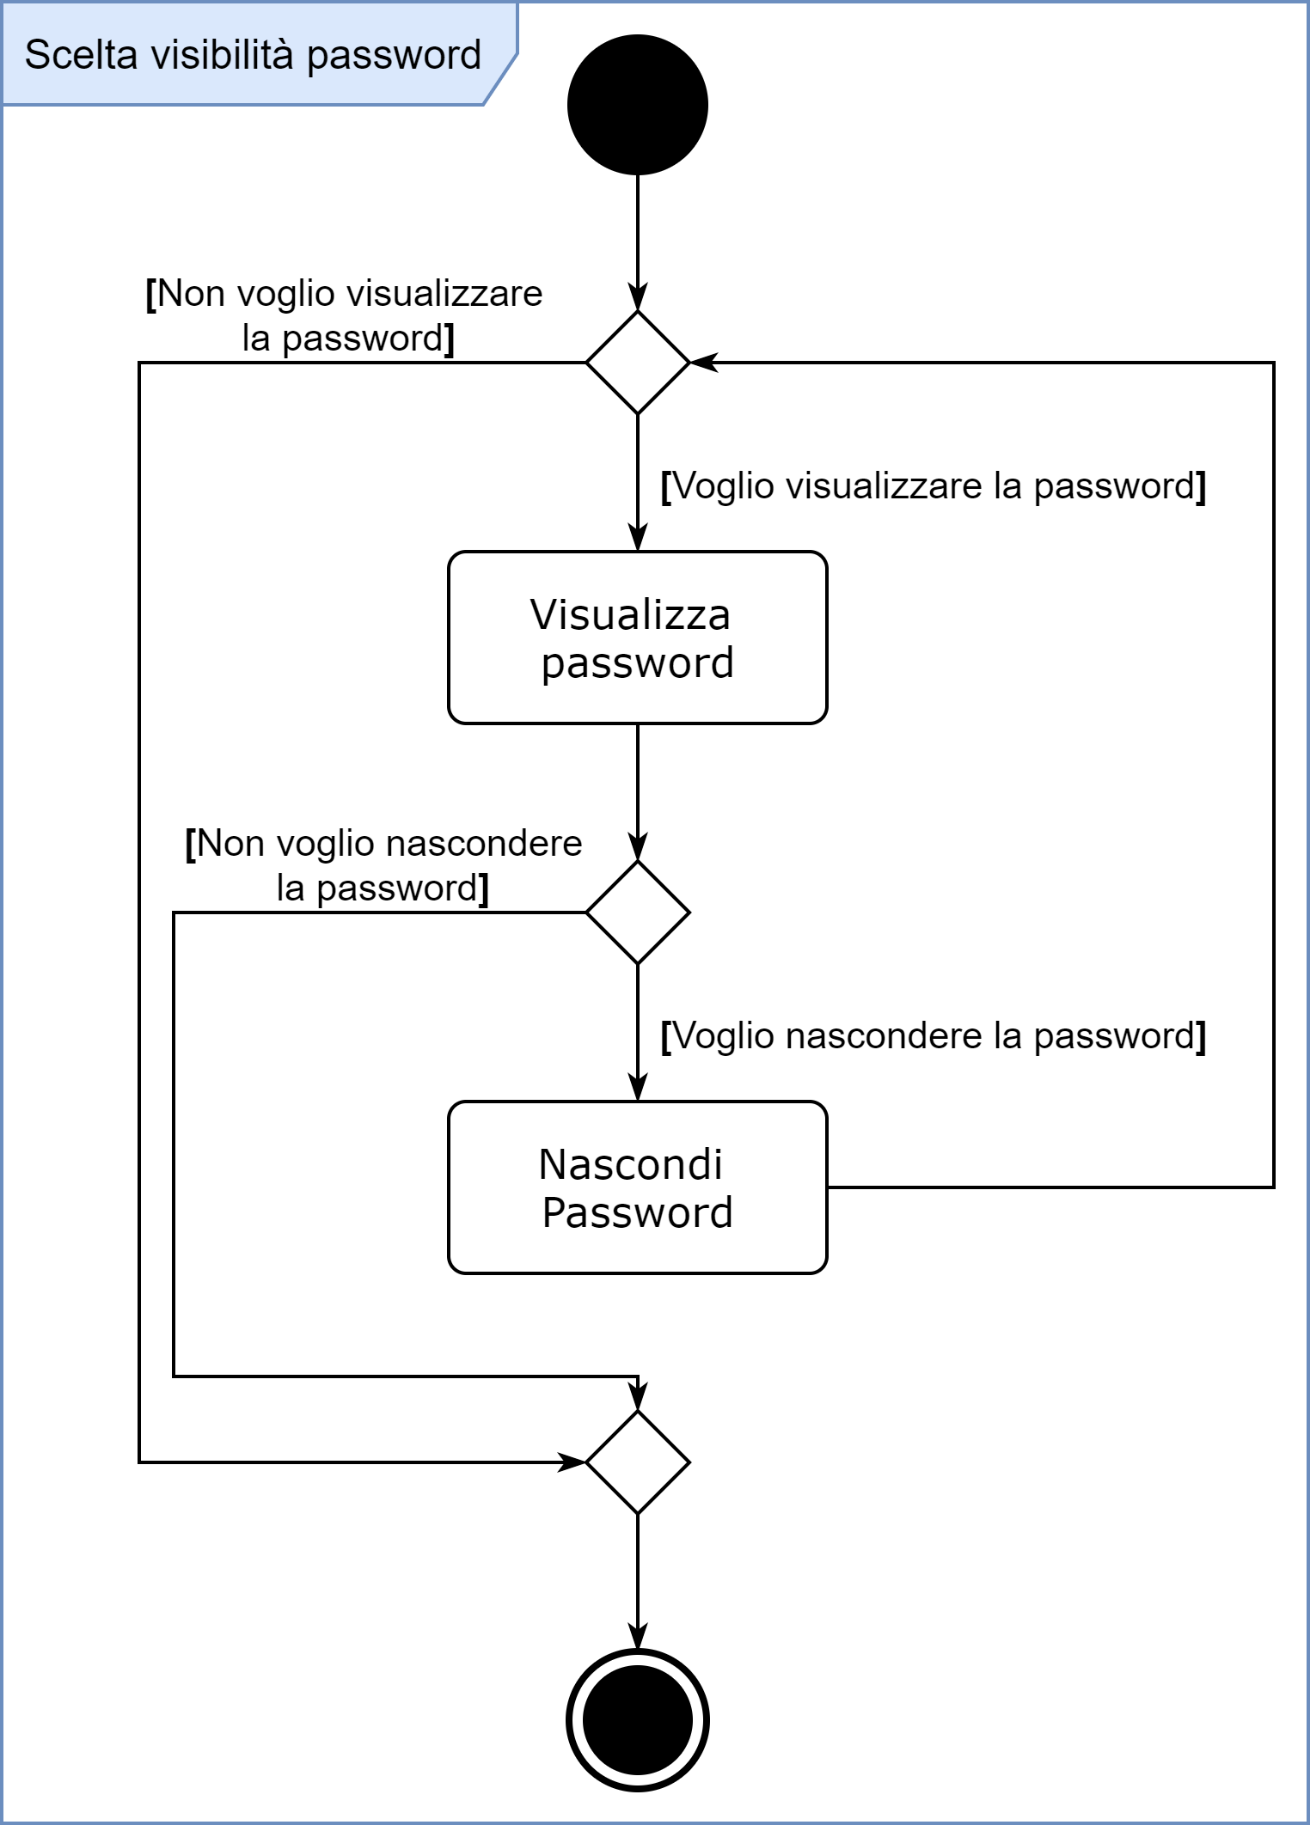 Scelta visibilità password
[Non voglio visualizzare
la password]
[Voglio visualizzare la password]
Visualizza
password
[Non voglio nascondere
la password]
[Voglio nascondere la password]
Nascondi
Password